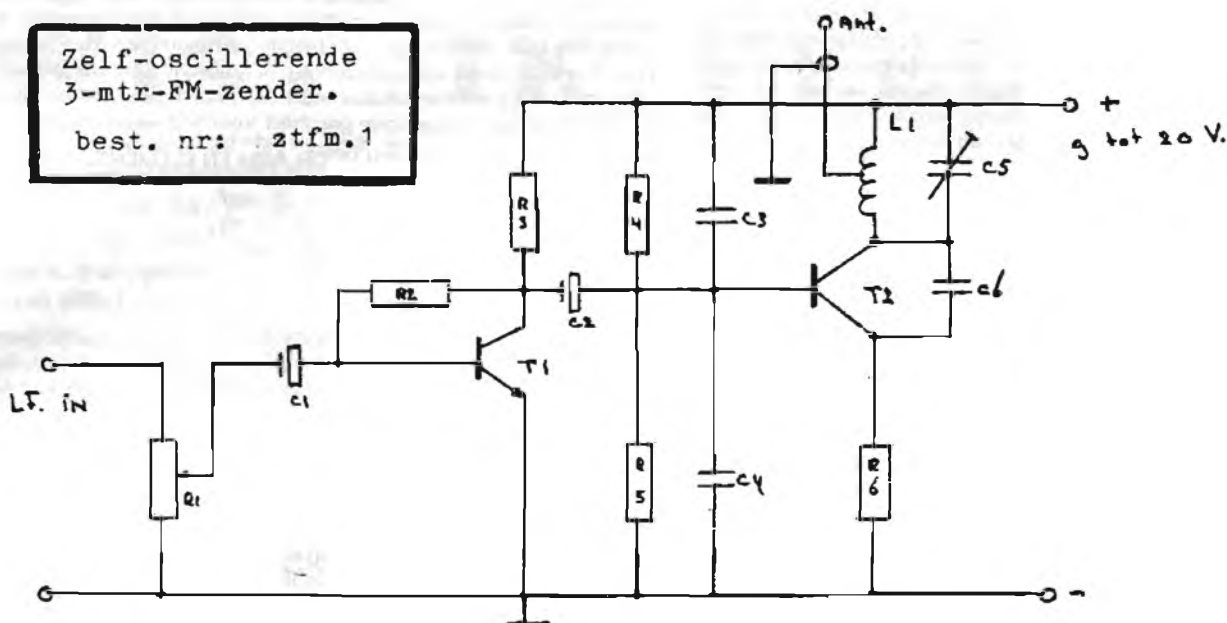 Zelf-oscillerende
3-mtr-FM-zender.
best. nr: ztfm.1
Ant.
+
9 tot 20 V.
L1
C5
R3
R4
C3
C6
T2
R2
C2
T1
C1
LF. iN
R1
R5
C4
R6
-